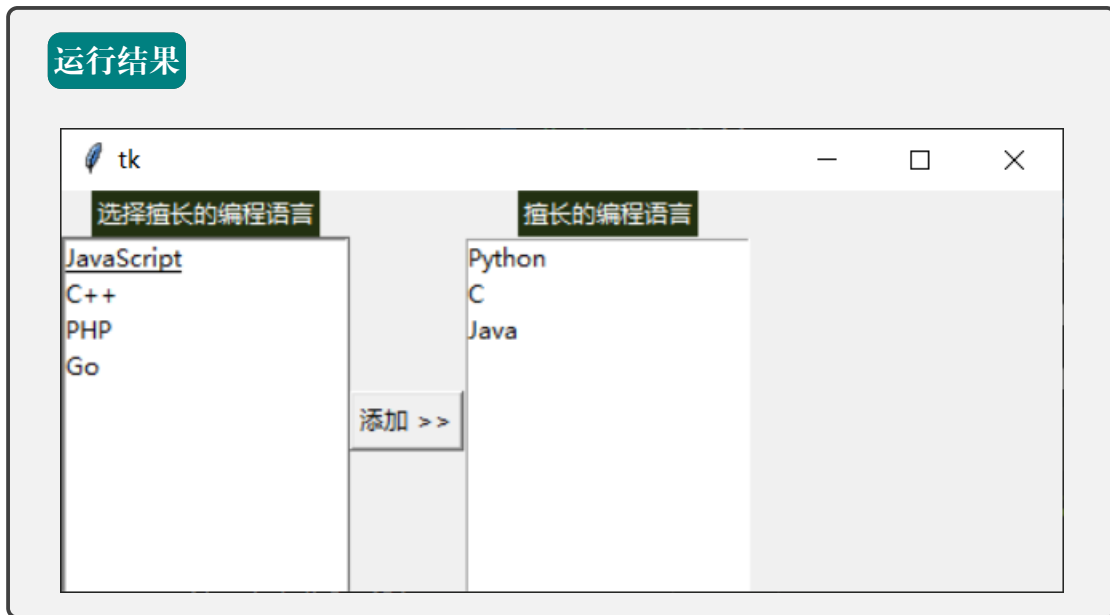 运行结果
tk
选择擅长的编程语言
擅长的编程语言
JavaScript
C++
PHP
Go
添加 >>
Python
C
Java